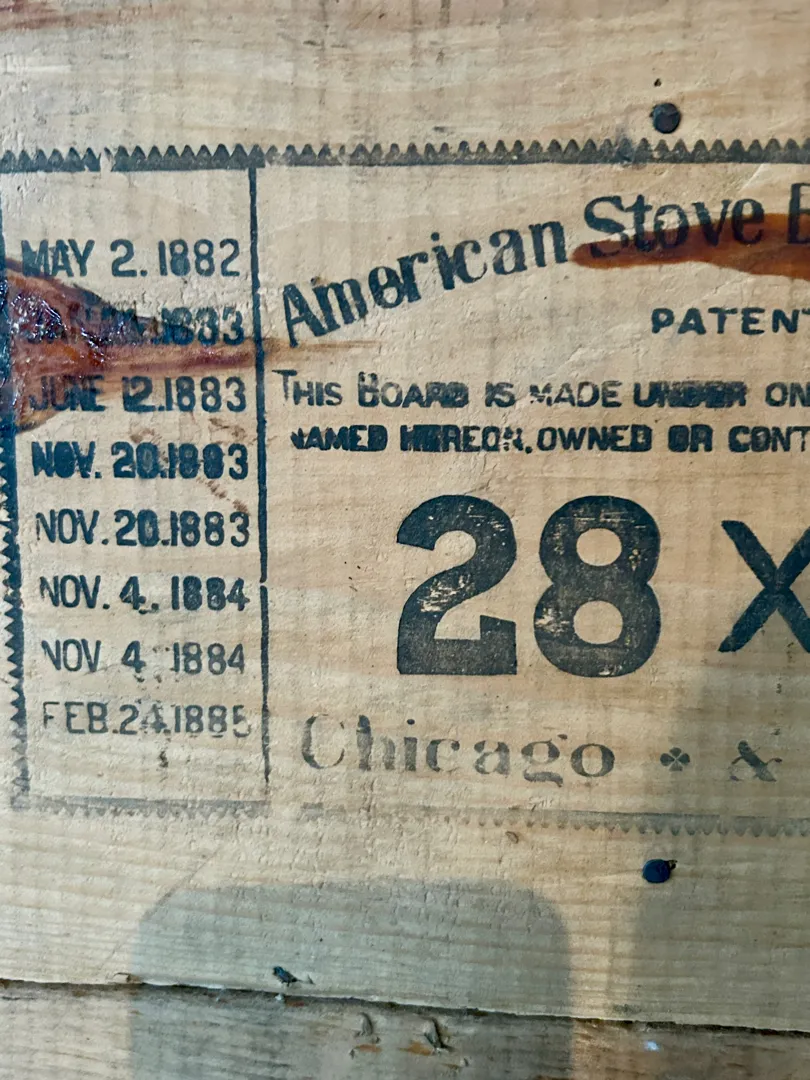 MAY 2. 1882
1883
JUNE 12.1883
NOV. 20.1883
NOV. 20.1883
NOV. 4. 1884
NOV 4 1884
FEB.24.1885
American Stove B
PATENT
THIS BOARD IS MADE UNDER ON
NAMED HEREON, OWNED OR CONT
28 X
Chicago &